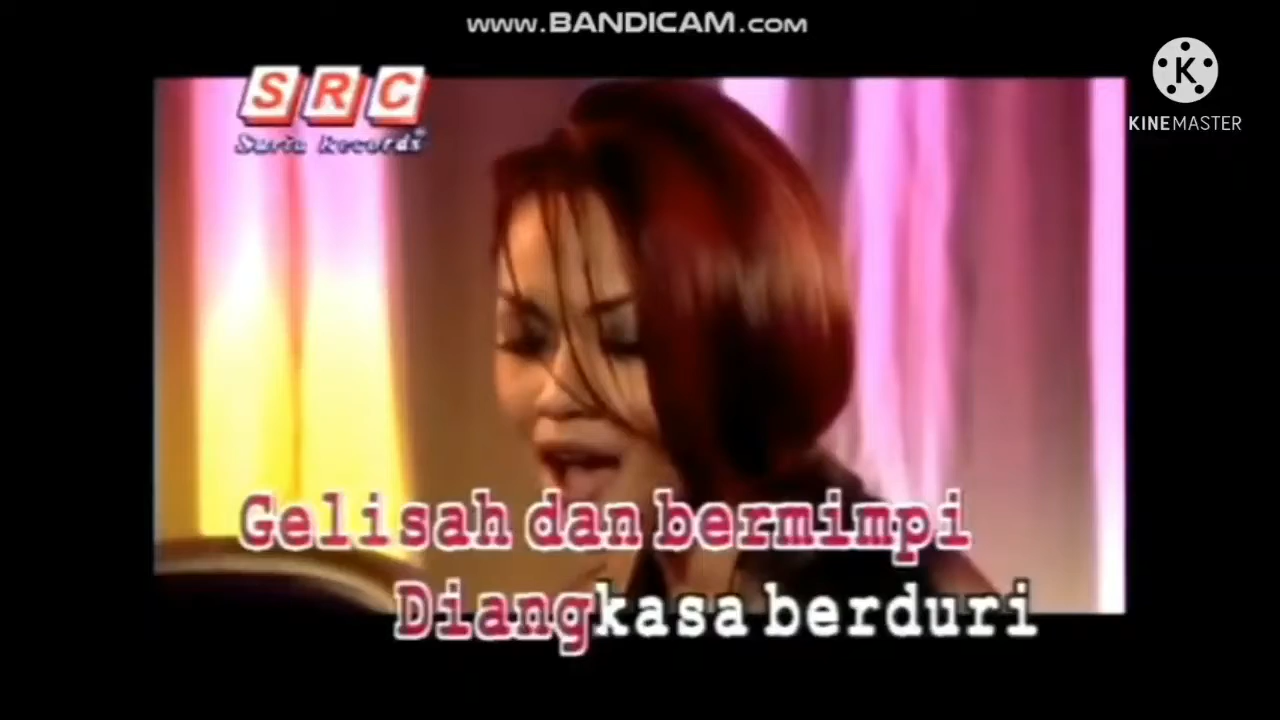 www.BANDICAM.com
K
KINEMASTER
SRC
Suria Records
Gelisah dan bermimpi
Diangkasa berduri